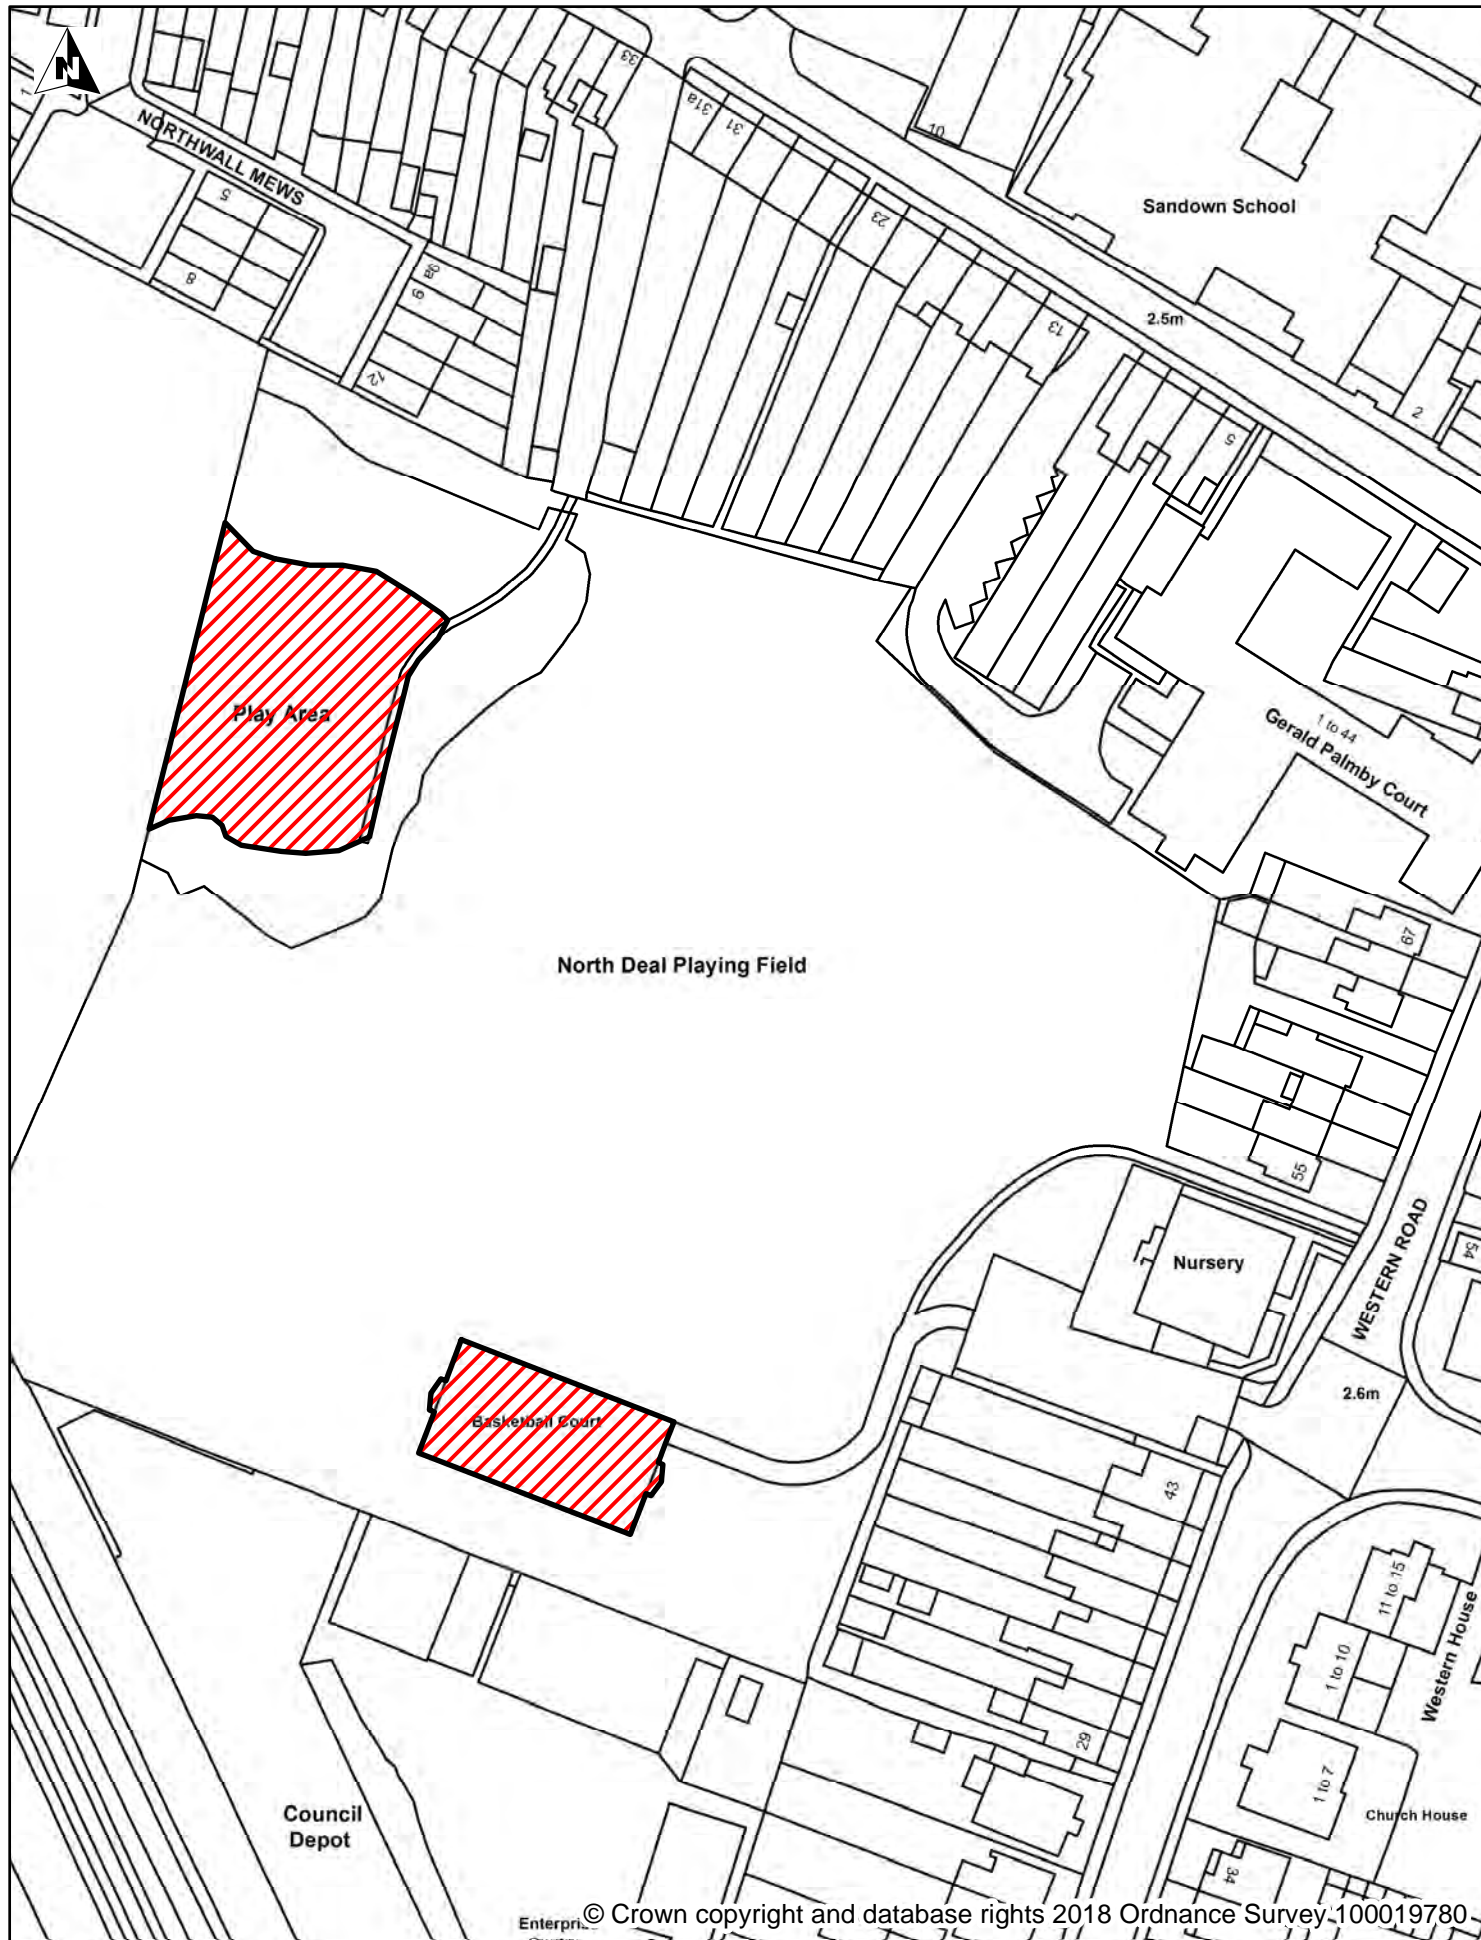 N
33
31a
31
10
NORTHWALL MEWS
5
8
9a
9
12
23
13
Sandown School
2.5m
2
5
Play Area
1 to 44
Gerald Palmby Court
67
North Deal Playing Field
55
WESTERN ROAD
54
Nursery
2.6m
Basketball Court
43
11 to 15
1 to 10
Western House
29
1 to 7
Church House
Council
Depot
34
© Crown copyright and database rights 2018 Ordnance Survey 100019780